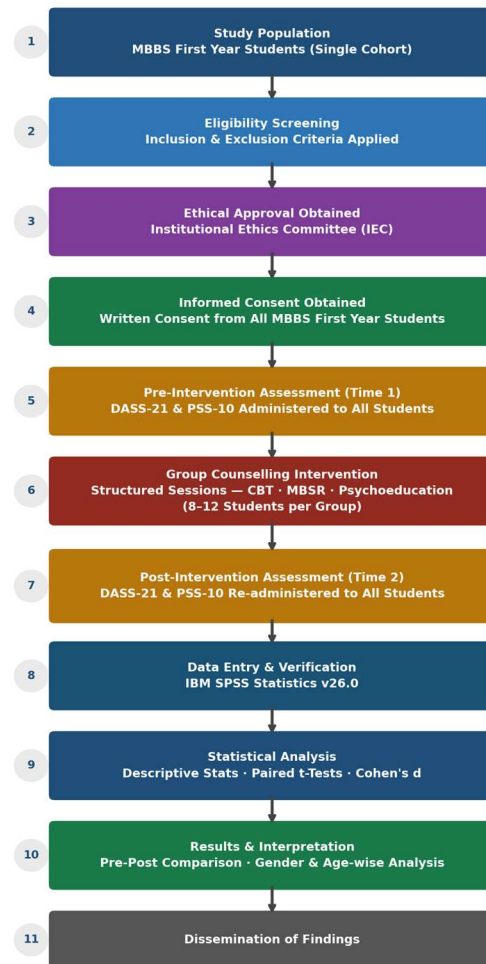 1
Study Population
MBBS First Year Students (Single Cohort)
2
Eligibility Screening
Inclusion & Exclusion Criteria Applied
3
Ethical Approval Obtained
Institutional Ethics Committee (IEC)
4
Informed Consent Obtained
Written Consent from All MBBS First Year Students
5
Pre-Intervention Assessment (Time 1)
DASS-21 & PSS-10 Administered to All Students
6
Group Counselling Intervention
Structured Sessions — CBT · MBSR · Psychoeducation
(8–12 Students per Group)
7
Post-Intervention Assessment (Time 2)
DASS-21 & PSS-10 Re-administered to All Students
8
Data Entry & Verification
IBM SPSS Statistics v26.0
9
Statistical Analysis
Descriptive Stats · Paired t-Tests · Cohen's d
10
Results & Interpretation
Pre-Post Comparison · Gender & Age-wise Analysis
11
Dissemination of Findings